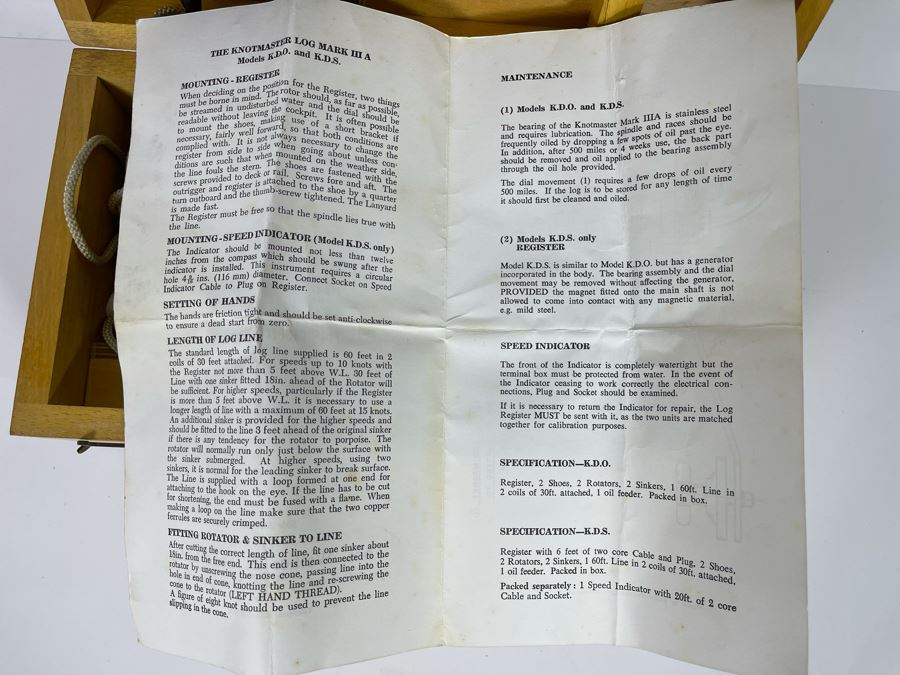 THE KNOTMASTER LOG MARK III A
Models K.D.O. and K.D.S.
MOUNTING - REGISTER
When deciding on the position for the Register, two things
must be borne in mind. The rotor should, as far as possible,
be streamed in undisturbed water and the dial should be
readable without leaving the cockpit. It is often possible
to mount the shoes, making use of a short bracket if
necessary, fairly well forward, so that both conditions are
complied with. It is not always necessary to change the
register from side to side when going about unless con-
ditions are such that when mounted on the weather side,
the line fouls the stern. The shoes are fastened with the
screws provided to deck or rail. Screws fore and aft. The
outrigger and register is attached to the shoe by a quarter
turn outboard and the thumb-screw tightened. The Lanyard
is made fast.
The Register must be free so that the spindle lies true with
the line.
MOUNTING - SPEED INDICATOR (Model K.D.S. only)
The Indicator should be mounted not less than twelve
inches from the compass which should be swung after the
indicator is installed. This instrument requires a circular
hole 4 9/16 ins. (116 mm) diameter. Connect Socket on Speed
Indicator Cable to Plug on Register.
SETTING OF HANDS
The hands are friction tight and should be set anti-clockwise
to ensure a dead start from zero.
LENGTH OF LOG LINE
The standard length of log line supplied is 60 feet in 2
coils of 30 feet attached. For speeds up to 10 knots with
the Register not more than 5 feet above W.L. 30 feet of
Line with one sinker fitted 18in. ahead of the Rotator will
be sufficient. For higher speeds, particularly if the Register
is more than 5 feet above W.L. it is necessary to use a
longer length of line with a maximum of 60 feet at 15 knots.
An additional sinker is provided for the higher speeds and
should be fitted to the line 3 feet ahead of the original sinker
if there is any tendency for the rotator to porpoise. The
rotator will normally run only just below the surface with
the sinker submerged. At higher speeds, using two
sinkers, it is normal for the leading sinker to break surface.
The Line is supplied with a loop formed at one end for
attaching to the hook on the eye. If the line has to be cut
for shortening, the end must be fused with a flame. When
making a loop on the line make sure that the two copper
ferrules are securely crimped.
FITTING ROTATOR & SINKER TO LINE
After cutting the correct length of line, fit one sinker about
18in. from the free end. This end is then connected to the
rotator by unscrewing the nose cone, passing line into the
hole in end of cone, knotting the line and re-screwing the
cone to the rotator (LEFT HAND THREAD).
A figure of eight knot should be used to prevent the line
slipping in the cone.
MAINTENANCE
(1) Models K.D.O. and K.D.S.
The bearing of the Knotmaster Mark IIIA is stainless steel
and requires lubrication. The spindle and races should be
frequently oiled by dropping a few spots of oil past the eye.
In addition, after 500 miles or 4 weeks use, the back part
should be removed and oil applied to the bearing assembly
through the oil hole provided.
The dial movement (1) requires a few drops of oil every
500 miles. If the log is to be stored for any length of time
it should first be cleaned and oiled.
(2) Models K.D.S. only
REGISTER
Model K.D.S. is similar to Model K.D.O. but has a generator
incorporated in the body. The bearing assembly and the dial
movement may be removed without affecting the generator,
PROVIDED the magnet fitted onto the main shaft is not
allowed to come into contact with any magnetic material,
e.g. mild steel.
SPEED INDICATOR
The front of the Indicator is completely watertight but the
terminal box must be protected from water. In the event of
the Indicator ceasing to work correctly the electrical con-
nections, Plug and Socket should be examined.
If it is necessary to return the Indicator for repair, the Log
Register MUST be sent with it, as the two units are matched
together for calibration purposes.
SPECIFICATION—K.D.O.
Register, 2 Shoes, 2 Rotators, 2 Sinkers, 1 60ft. Line in
2 coils of 30ft. attached, 1 oil feeder. Packed in box.
SPECIFICATION—K.D.S.
Register with 6 feet of two core Cable and Plug, 2 Shoes,
2 Rotators, 2 Sinkers, 1 60ft. Line in 2 coils of 30ft. attached,
1 oil feeder. Packed in box.
Packed separately : 1 Speed Indicator with 20ft. of 2 core
Cable and Socket.